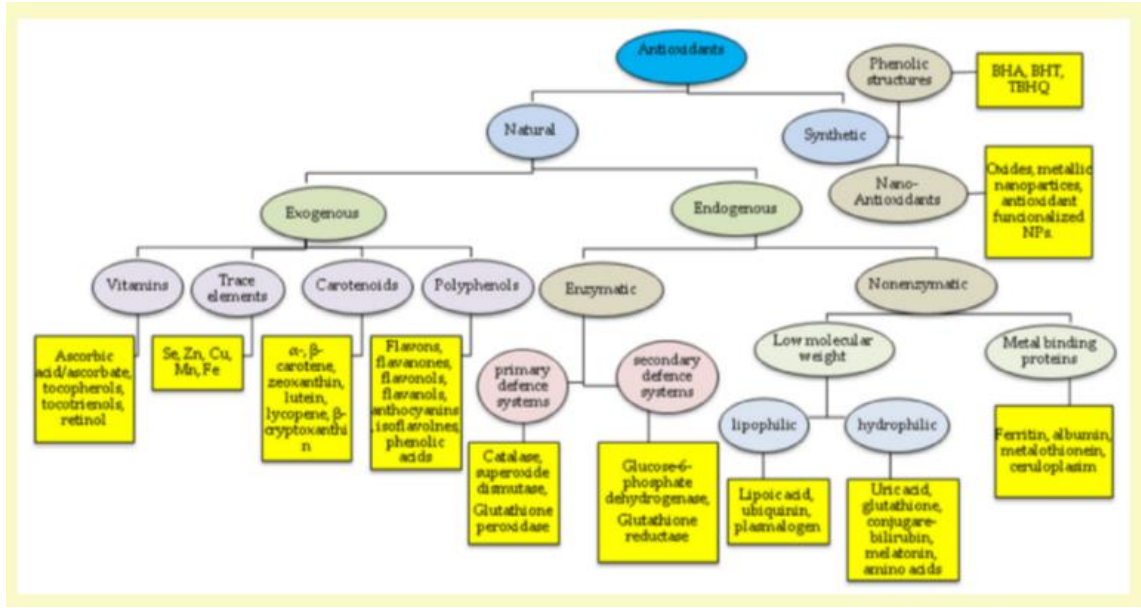 Antioxidants
Phenolic
structures
BHA, BHT,
TBHQ
Natural
Synthetic
Nano-
Antioxidants
Oxides, metallic
nanopartices,
antioxidant
funcionalized
NPs.
Exogenous
Endogenous
Vitamins
Trace
elements
Carotenoids
Polyphenols
Enzymatic
Nonenzymatic
Ascorbic
acid/ascorbate,
tocopherols,
tocotrienols,
retinol
Se, Zn, Cu,
Mn, Fe
α-, β-
carotene,
zeoxanthin,
lutein,
lycopene, β-
cryptoxanthi
n
Flavons,
flavanones,
flavonols,
flavanols,
anthocyanins
,isoflavolnes,
phenolic
acids
primary
defence
systems
secondary
defence
systems
Low molecular
weight
Metal binding
proteins
lipophilic
hydrophilic
Catalase,
superoxide
dismutase,
Glutathione
peroxidase
Glucose-6-
phosphate
dehydrogenase,
Glutathione
reductase
Lipoic acid,
ubiquinin,
plasmalogen
Uric acid,
glutathione,
conjugare-
bilirubin,
melatonin,
amino acids
Ferritin, albumin,
metalothionein,
ceruloplasim